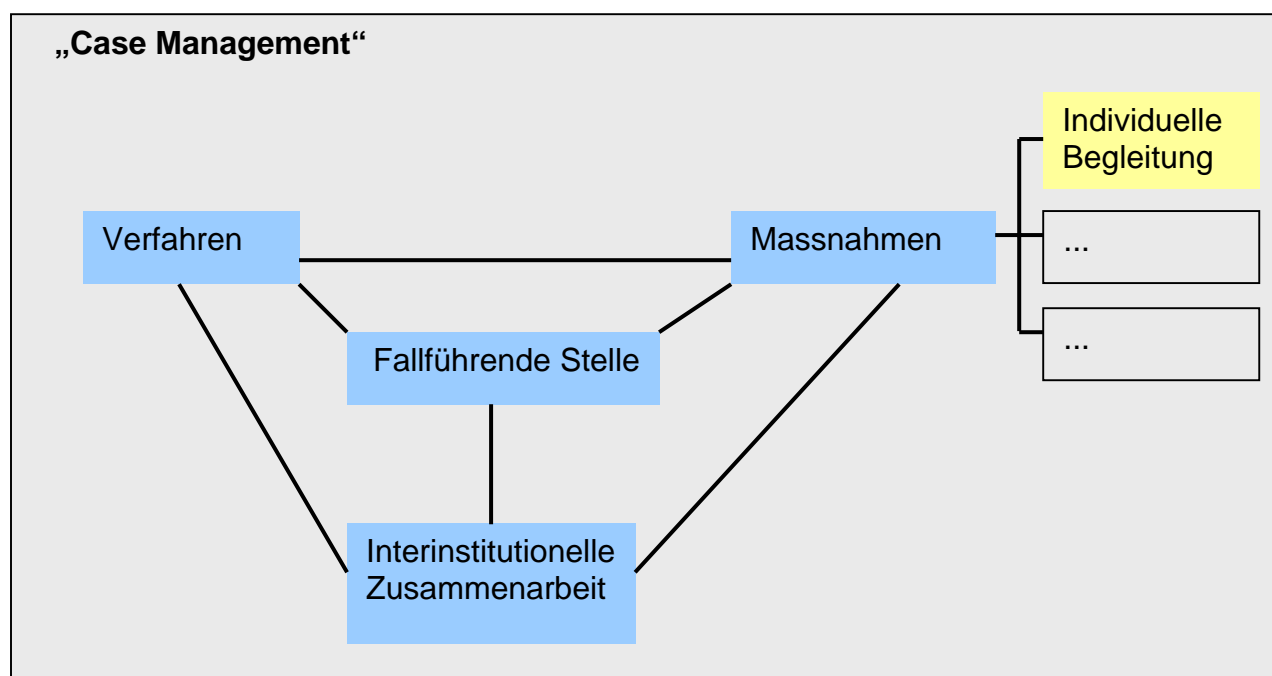 „Case Management“
Individuelle
Begleitung
Verfahren
Massnahmen
...
Fallführende Stelle
...
Interinstitutionelle
Zusammenarbeit